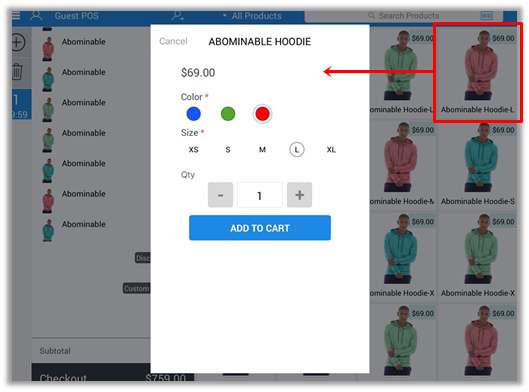 Guest POS
All Products
Search Products
1
9:59
Abominable
Abominable
Abominable
Abominable
Abominable
Abominable
Abominable
Disc
Custom
Subtotal
Checkout $759.00
Cancel ABOMINABLE HOODIE
$69.00
Color *
Size *
XS S M L XL
Qty
- 1 +
ADD TO CART
$69.00 $69.00
bominable Hoodie-L Abominable Hoodie-L
$69.00 $69.00
bominable Hoodie-M Abominable Hoodie-S
$69.00 $69.00
bominable Hoodie-X Abominable Hoodie-X
$69.00 $69.00